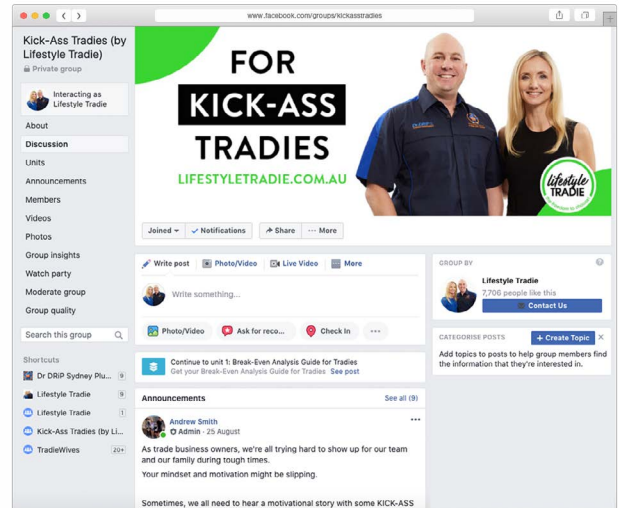 www.facebook.com/groups/kickasstradies
Kick-Ass Tradies (by
Lifestyle Tradie)
Private group
Interacting as
Lifestyle Tradie
About
Discussion
Units
Announcements
Members
Videos
Photos
Group insights
Watch party
Moderate group
Group quality
Search this group
Shortcuts
Dr DRiP Sydney Plu... 9
Lifestyle Tradie 9
Lifestyle Tradie 1
Kick-Ass Tradies (by Li...
TradieWives 20+
FOR
KICK-ASS
TRADIES
LIFESTYLETRADIE.COM.AU
lifestyle
TRADIE
Joined Notifications Share More
Write post Photo/Video Live Video More
Write something...
Photo/Video Ask for reco... Check In
Continue to unit 1: Break-Even Analysis Guide for Tradies
Get your Break-Even Analysis Guide for Tradies See post
Announcements See all (9)
Andrew Smith
Admin · 25 August
As trade business owners, we're all trying hard to show up for our team
and our family during tough times.
Your mindset and motivation might be slipping.
Sometimes, we all need to hear a motivational story with some KICK-ASS
GROUP BY
Lifestyle Tradie
7,706 people like this
Contact Us
CATEGORISE POSTS + Create Topic
Add topics to posts to help group members find
the information that they're interested in.